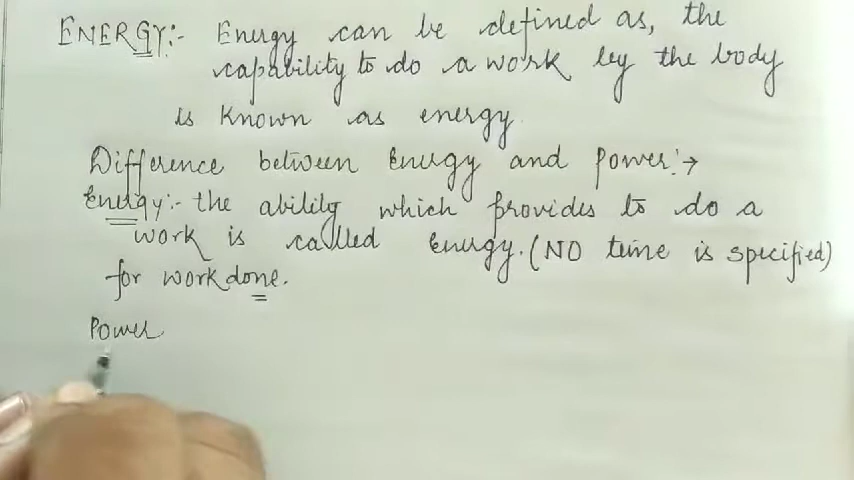 ENERGY:- Energy can be defined as, the
capability to do a work by the body
is known as energy
Difference between Energy and Power:→
Energy:- the ability which provides to do a
work is called Energy. (NO time is specified)
for work done.
Power